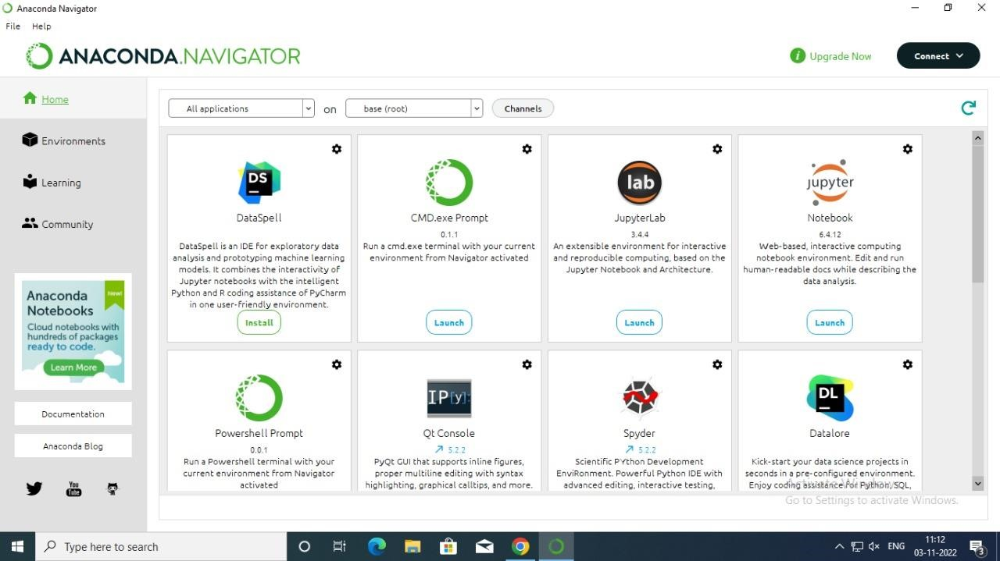 Anaconda Navigator
File Help
ANACONDA.NAVIGATOR
Upgrade Now
Connect
Home
Environments
Learning
Community
Anaconda
Notebooks
New!
Cloud notebooks with
hundreds of packages
ready to code.
Learn More
Documentation
Anaconda Blog
You
Tube
All applications on base (root) Channels
DS
DataSpell
DataSpell is an IDE for exploratory data
analysis and prototyping machine learning
models. It combines the interactivity of
Jupyter notebooks with the intelligent
Python and R coding assistance of PyCharm
in one user-friendly environment.
Install
CMD.exe Prompt
0.1.1
Run a cmd.exe terminal with your current
environment from Navigator activated
Launch
lab
JupyterLab
3.4.4
An extensible environment for interactive
and reproducible computing, based on the
Jupyter Notebook and Architecture.
Launch
jupyter
Notebook
6.4.12
Web-based, interactive computing
notebook environment. Edit and run
human-readable docs while describing the
data analysis.
Launch
Powershell Prompt
0.0.1
Run a Powershell terminal with your
current environment from Navigator
activated
IP[y]:
Qt Console
5.2.2
PyQt GUI that supports inline figures,
proper multiline editing with syntax
highlighting, graphical calltips, and more.
Spyder
5.2.2
Scientific PYthon Development
EnviRonment. Powerful Python IDE with
advanced editing, interactive testing,
DL
Datalore
Kick-start your data science projects in
seconds in a pre-configured environment.
Enjoy coding assistance for Python, SQL,
Activate Windows
Go to Settings to activate Windows.
Type here to search
ENG
11:12
03-11-2022
3